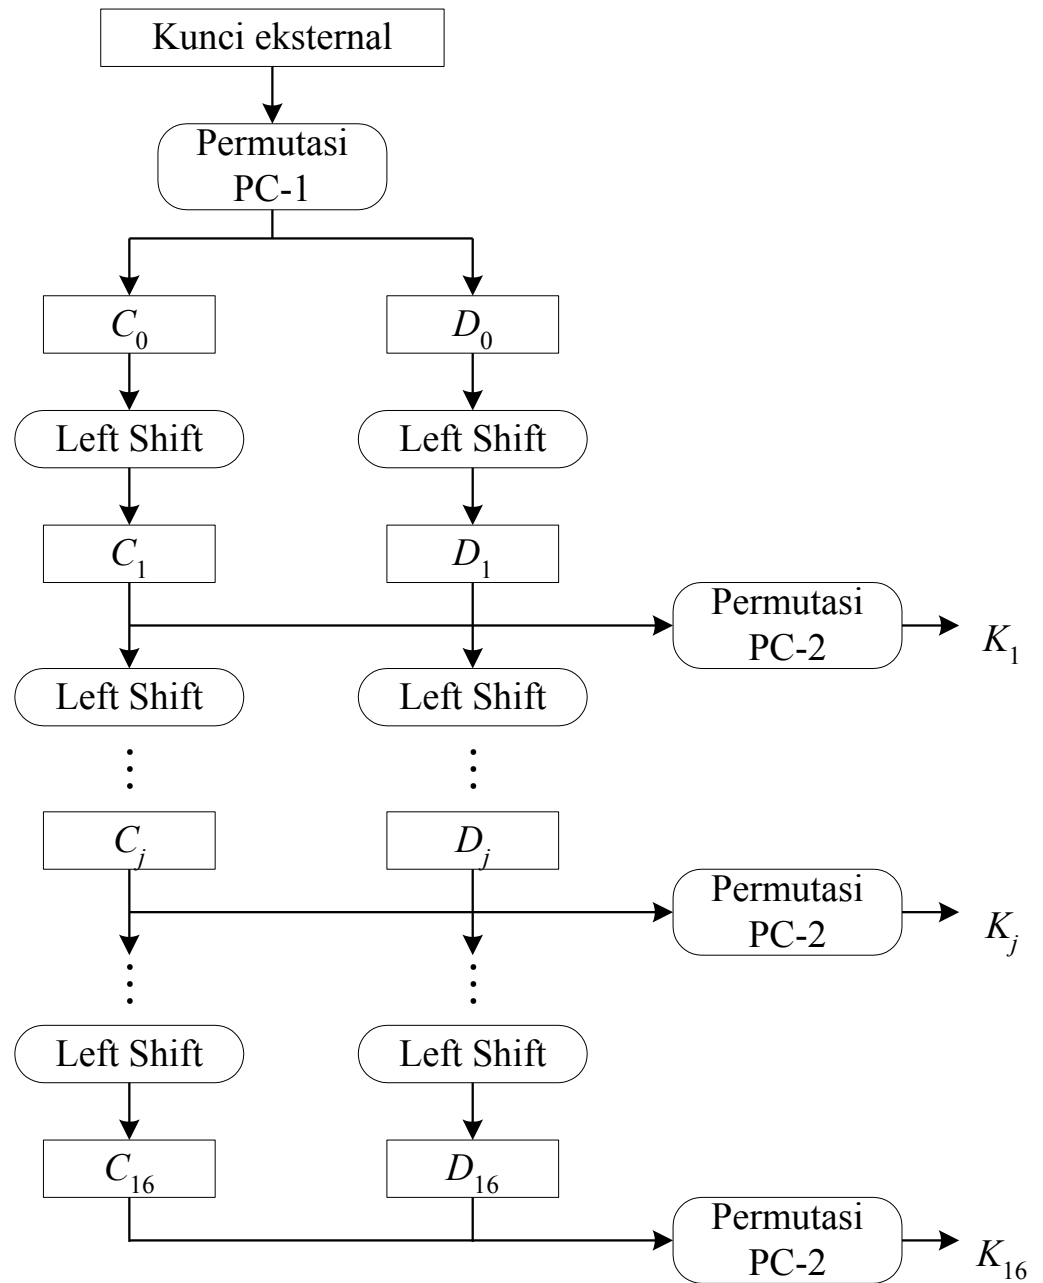 Kunci eksternal
Permutasi
PC-1
C₀ D₀
Left Shift Left Shift
C₁ D₁
Permutasi
PC-2
K₁
Left Shift Left Shift
⋮ ⋮
Cⱼ Dⱼ
Permutasi
PC-2
Kⱼ
⋮ ⋮
Left Shift Left Shift
C₁₆ D₁₆
Permutasi
PC-2
K₁₆